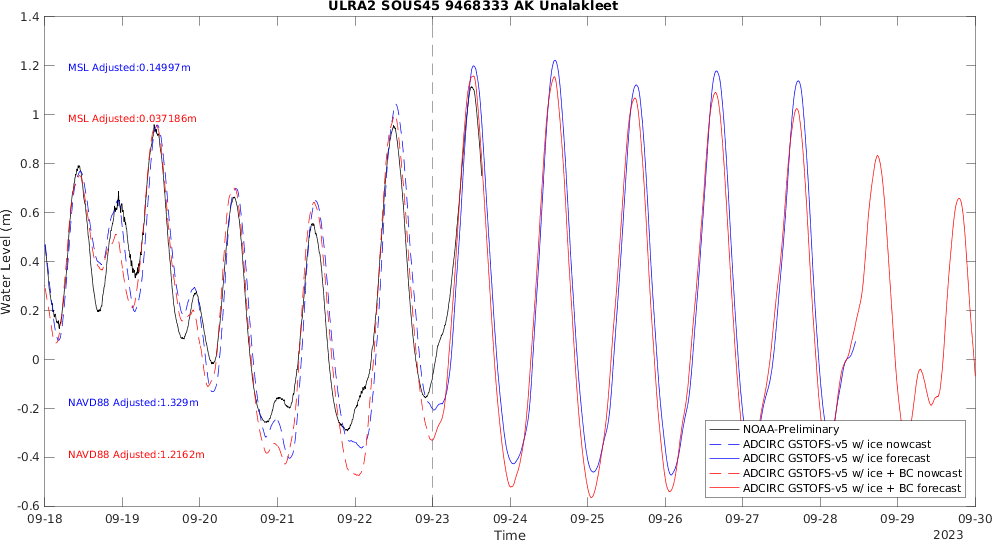 ULRA2 SOUS45 9468333 AK Unalakleet
Water Level (m)
1.4
1.2
1
0.8
0.6
0.4
0.2
0
-0.2
-0.4
-0.6
MSL Adjusted:0.14997m
MSL Adjusted:0.037186m
NAVD88 Adjusted:1.329m
NAVD88 Adjusted:1.2162m
NOAA-Preliminary
ADCIRC GSTOFS-v5 w/ ice nowcast
ADCIRC GSTOFS-v5 w/ ice forecast
ADCIRC GSTOFS-v5 w/ ice + BC nowcast
ADCIRC GSTOFS-v5 w/ ice + BC forecast
09-18 09-19 09-20 09-21 09-22 09-23 09-24 09-25 09-26 09-27 09-28 09-29 09-30
Time
2023